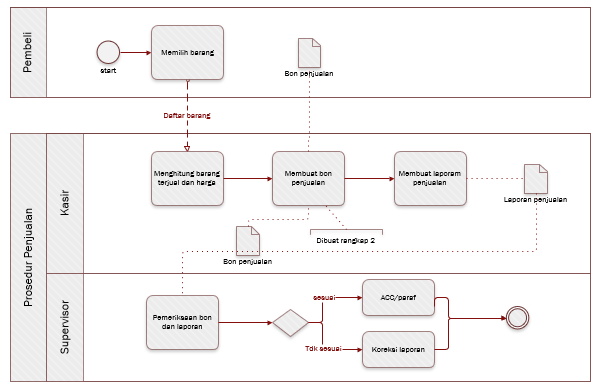 Pembeli
Memilih barang
start
Bon penjualan
Daftar barang
Prosedur Penjualan
Kasir
Menghitung barang
terjual dan harga
Membuat bon
penjualan
Membuat laporam
penjualan
Laporan penjualan
Dibuat rangkap 2
Bon penjualan
Supervisor
Pemeriksaan bon
dan laporan
sesuai
ACC/paraf
Tdk sesuai
Koreksi laporan